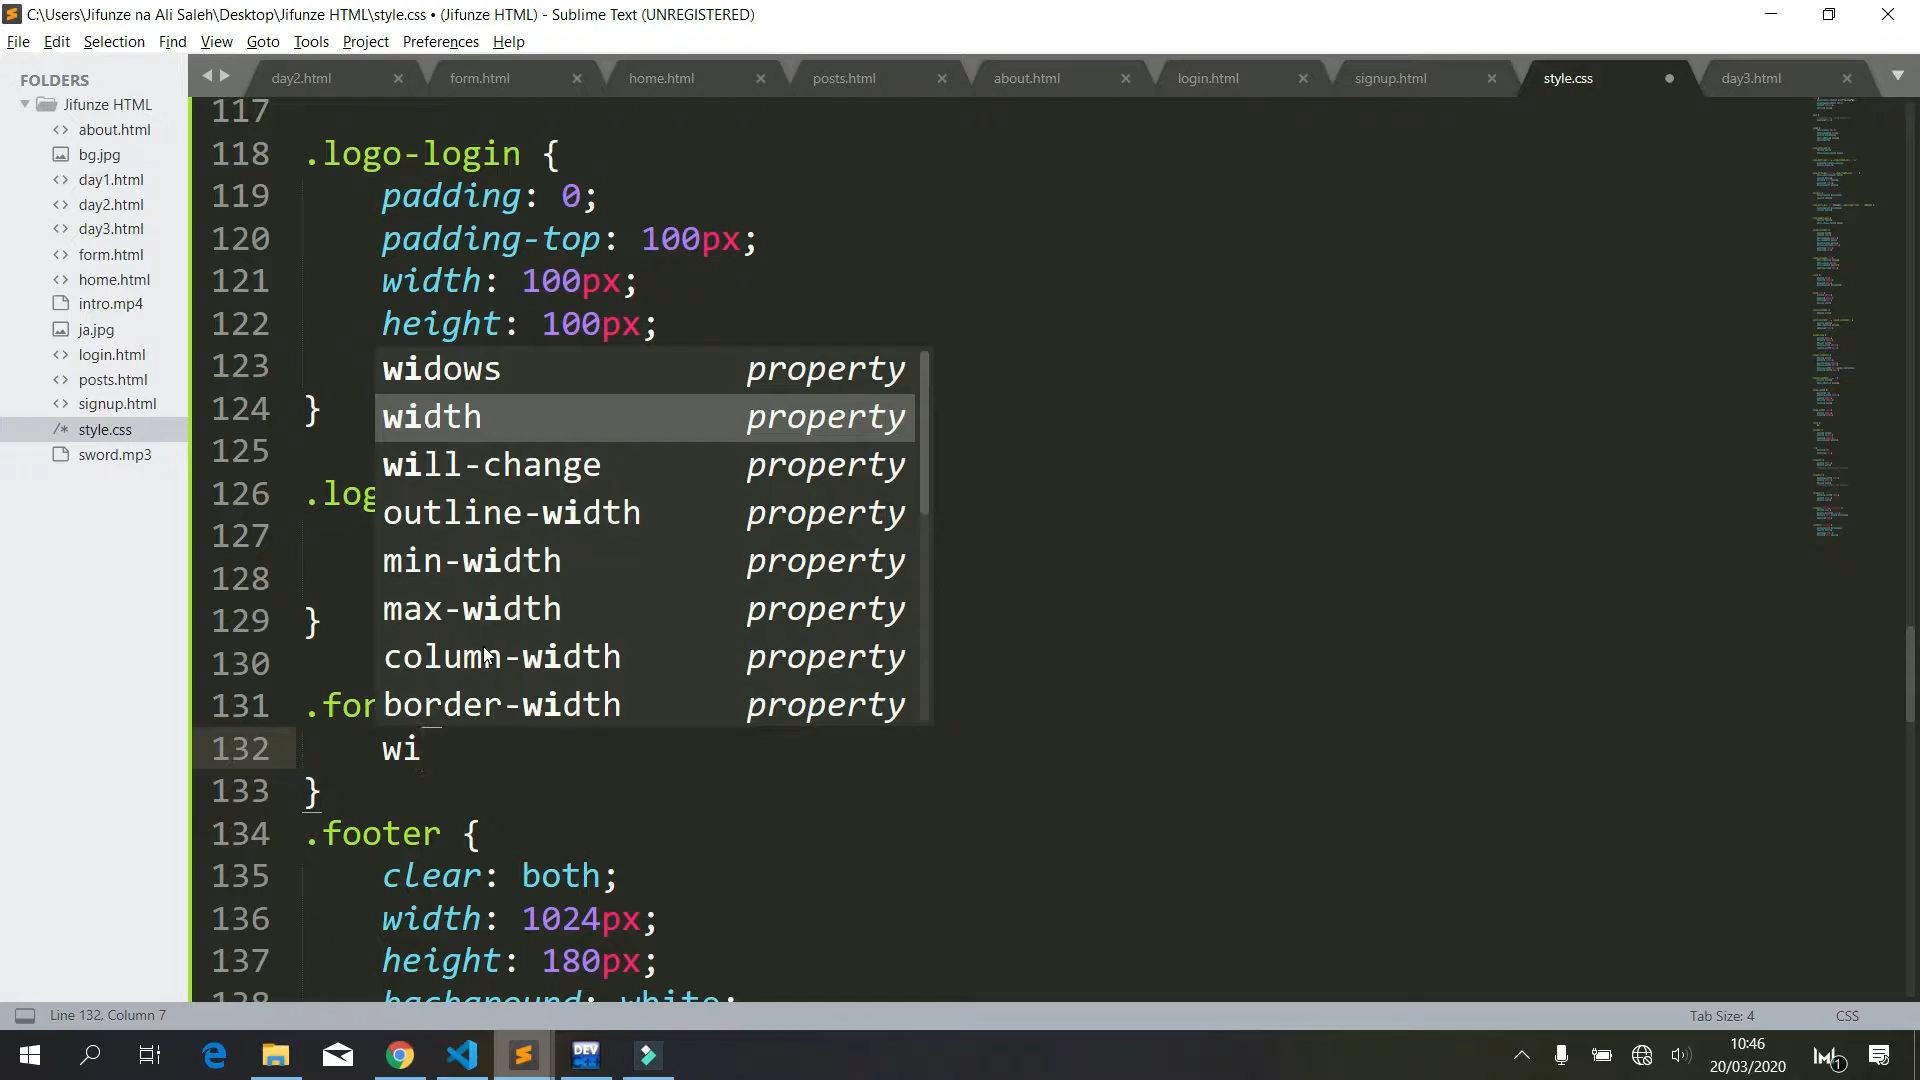 C:\Users\Jifunze na Ali Saleh\Desktop\Jifunze HTML\style.css • (Jifunze HTML) - Sublime Text (UNREGISTERED)
File Edit Selection Find View Goto Tools Project Preferences Help
FOLDERS
Jifunze HTML
about.html
bg.jpg
day1.html
day2.html
day3.html
form.html
home.html
intro.mp4
ja.jpg
login.html
posts.html
signup.html
style.css
sword.mp3
day2.html form.html home.html posts.html about.html login.html signup.html style.css day3.html
117
118 .logo-login {
119 padding: 0;
120 padding-top: 100px;
121 width: 100px;
122 height: 100px;
123
124 }
125
126 .log
127
128
129 }
130
131 .for
132 wi
133 }
134 .footer {
135 clear: both;
136 width: 1024px;
137 height: 180px;
138 background: white;
widows property
width property
will-change property
outline-width property
min-width property
max-width property
column-width property
border-width property
Line 132, Column 7 Tab Size: 4 CSS
DEV C++
10:46
20/03/2020
1